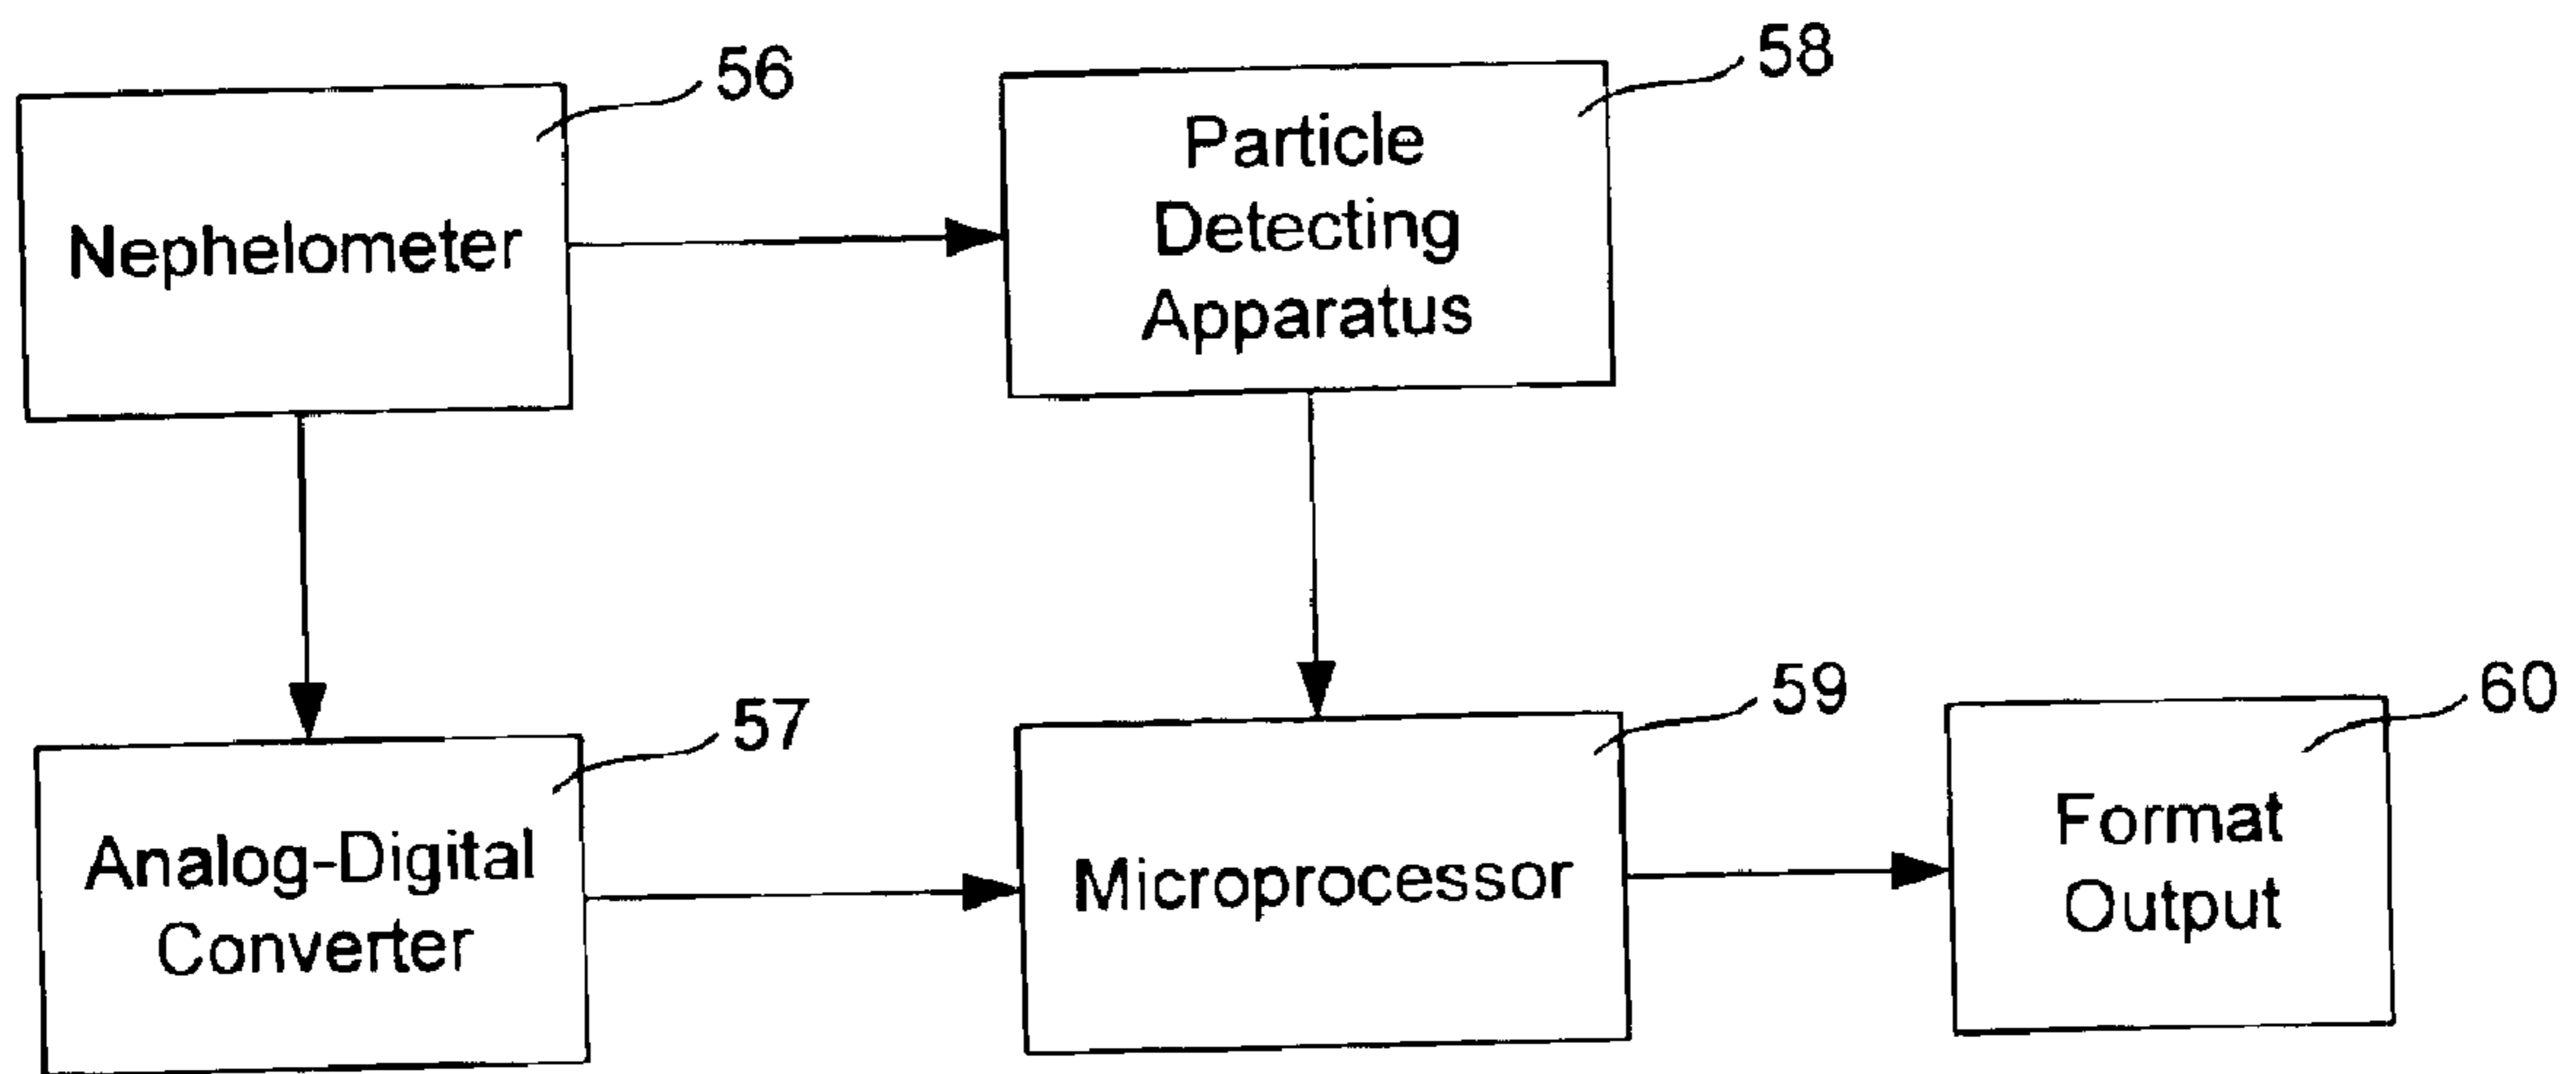 56
Nephelometer
58
Particle
Detecting
Apparatus
57
Analog-Digital
Converter
59
Microprocessor
60
Format
Output